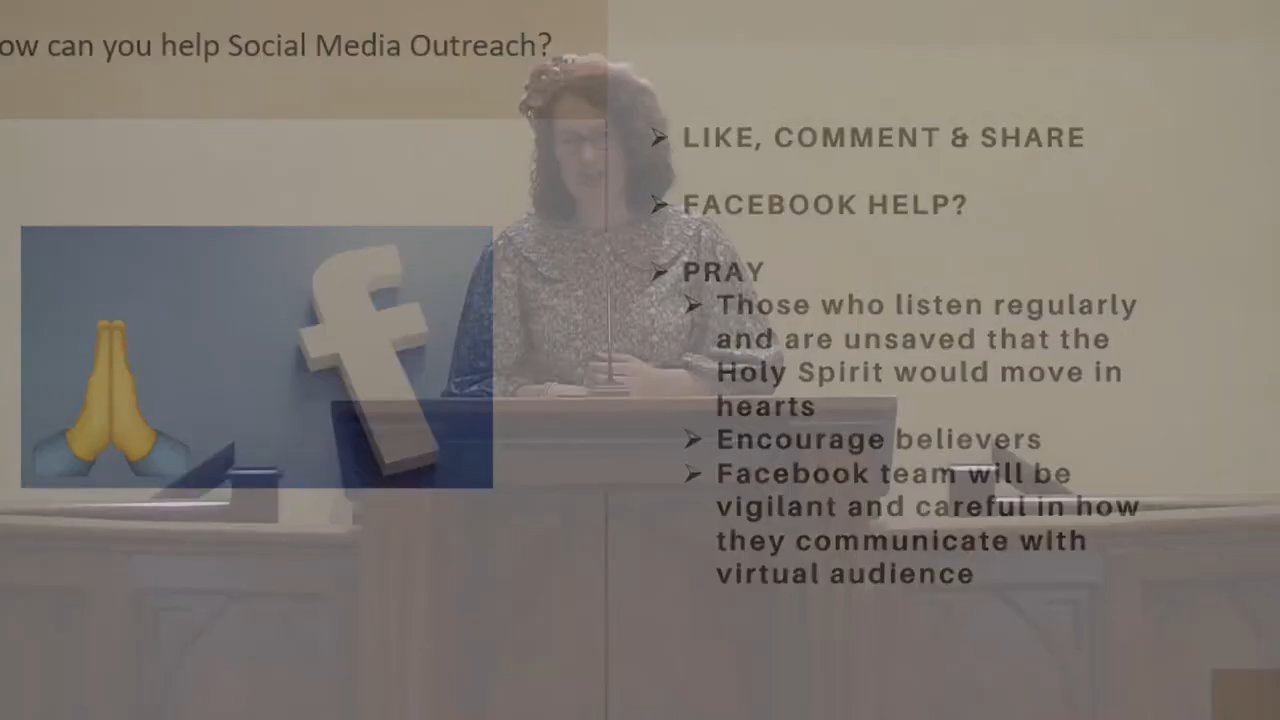 ow can you help Social Media Outreach?
➢ LIKE, COMMENT & SHARE
➢ FACEBOOK HELP?
➢ PRAY
➢ Those who listen regularly
and are unsaved that the
Holy Spirit would move in
hearts
➢ Encourage believers
➢ Facebook team will be
vigilant and careful in how
they communicate with
virtual audience
f